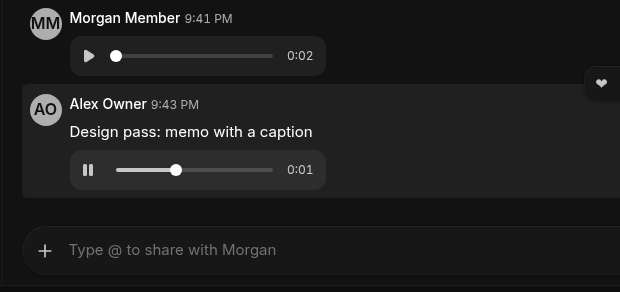 MM
Morgan Member 9:41 PM
0:02
AO
Alex Owner 9:43 PM
Design pass: memo with a caption
0:01
Type @ to share with Morgan